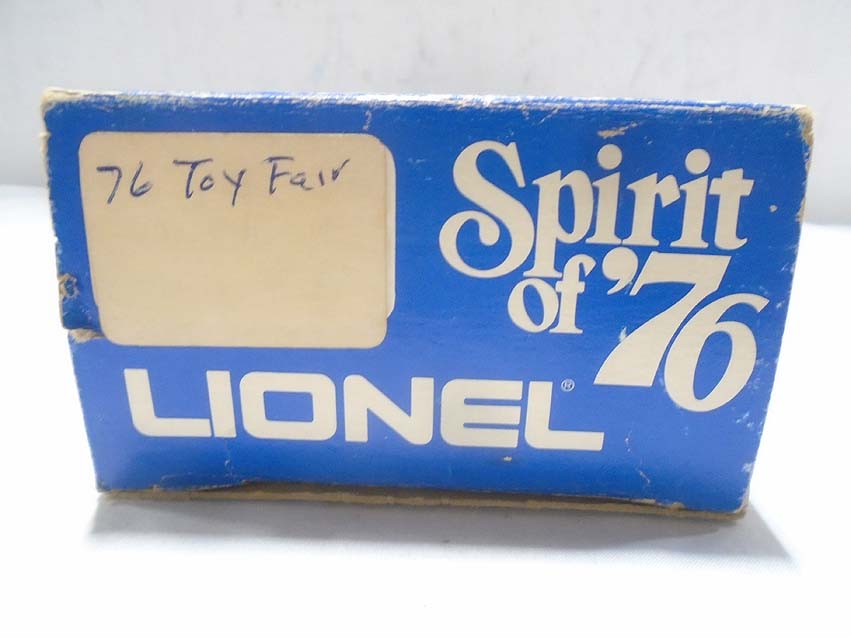 76 Toy Fair
Spirit
of '76
LIONEL®